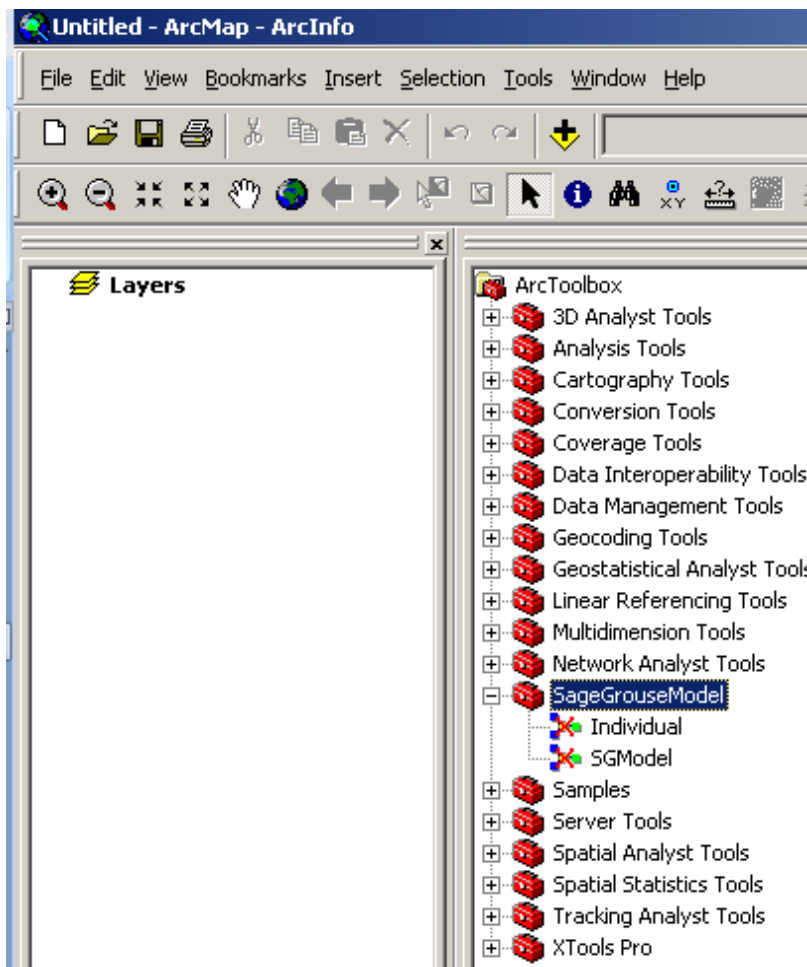 Untitled - ArcMap - ArcInfo
File Edit View Bookmarks Insert Selection Tools Window Help
XY
+?+
Layers
ArcToolbox
3D Analyst Tools
Analysis Tools
Cartography Tools
Conversion Tools
Coverage Tools
Data Interoperability Tools
Data Management Tools
Geocoding Tools
Geostatistical Analyst Tools
Linear Referencing Tools
Multidimension Tools
Network Analyst Tools
SageGrouseModel
Individual
SGModel
Samples
Server Tools
Spatial Analyst Tools
Spatial Statistics Tools
Tracking Analyst Tools
XTools Pro